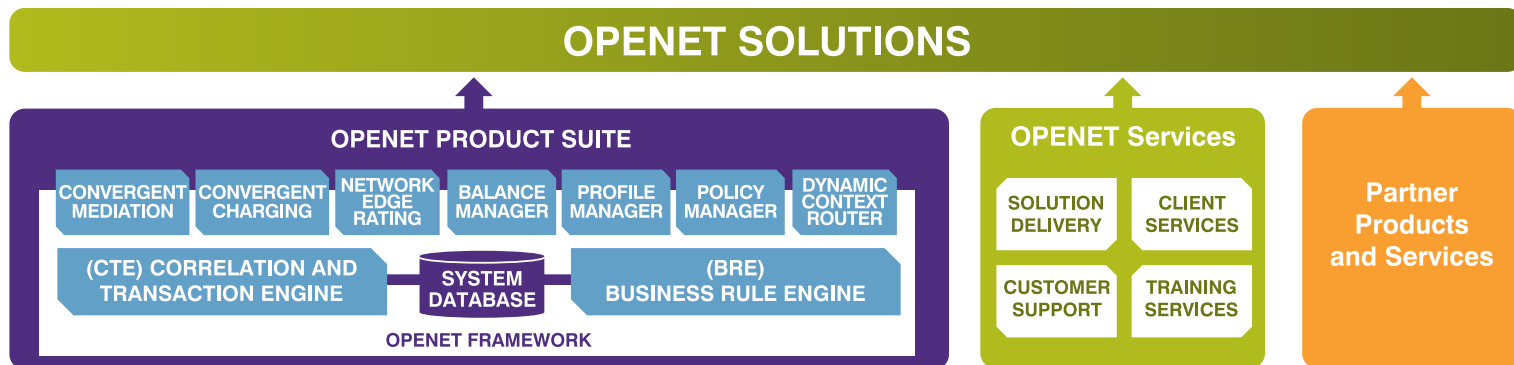 OPENET SOLUTIONS
OPENET PRODUCT SUITE
CONVERGENT
MEDIATION
CONVERGENT
CHARGING
NETWORK
EDGE
RATING
BALANCE
MANAGER
PROFILE
MANAGER
POLICY
MANAGER
DYNAMIC
CONTEXT
ROUTER
(CTE) CORRELATION AND
TRANSACTION ENGINE
SYSTEM
DATABASE
(BRE)
BUSINESS RULE ENGINE
OPENET FRAMEWORK
OPENET Services
SOLUTION
DELIVERY
CLIENT
SERVICES
CUSTOMER
SUPPORT
TRAINING
SERVICES
Partner
Products
and Services